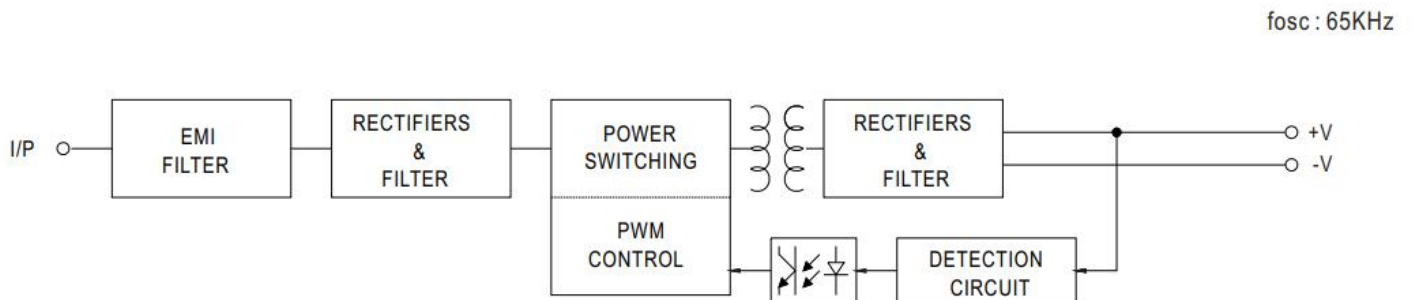 fosc : 65KHz
I/P
EMI
FILTER
RECTIFIERS
&
FILTER
POWER
SWITCHING
PWM
CONTROL
RECTIFIERS
&
FILTER
+V
-V
DETECTION
CIRCUIT